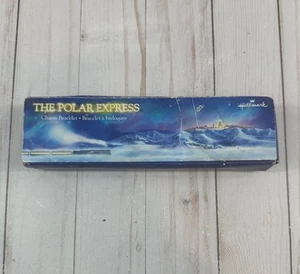 THE POLAR EXPRESS
Hallmark
Charm Bracelet • Bracelet à breloques